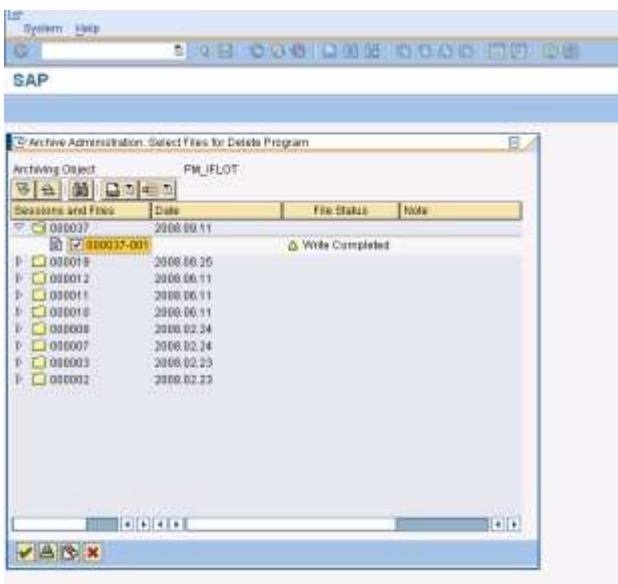 System Help
SAP
Archive Administration: Select Files for Delete Program
Archiving Object PM_IFLOT
Sessions and Files Date File Status Note
000037 2008.09.11
000037-001 Write Completed
000019 2008.08.25
000012 2008.06.11
000011 2008.06.11
000010 2008.06.11
000008 2008.02.24
000007 2008.02.24
000003 2008.02.23
000002 2008.02.23